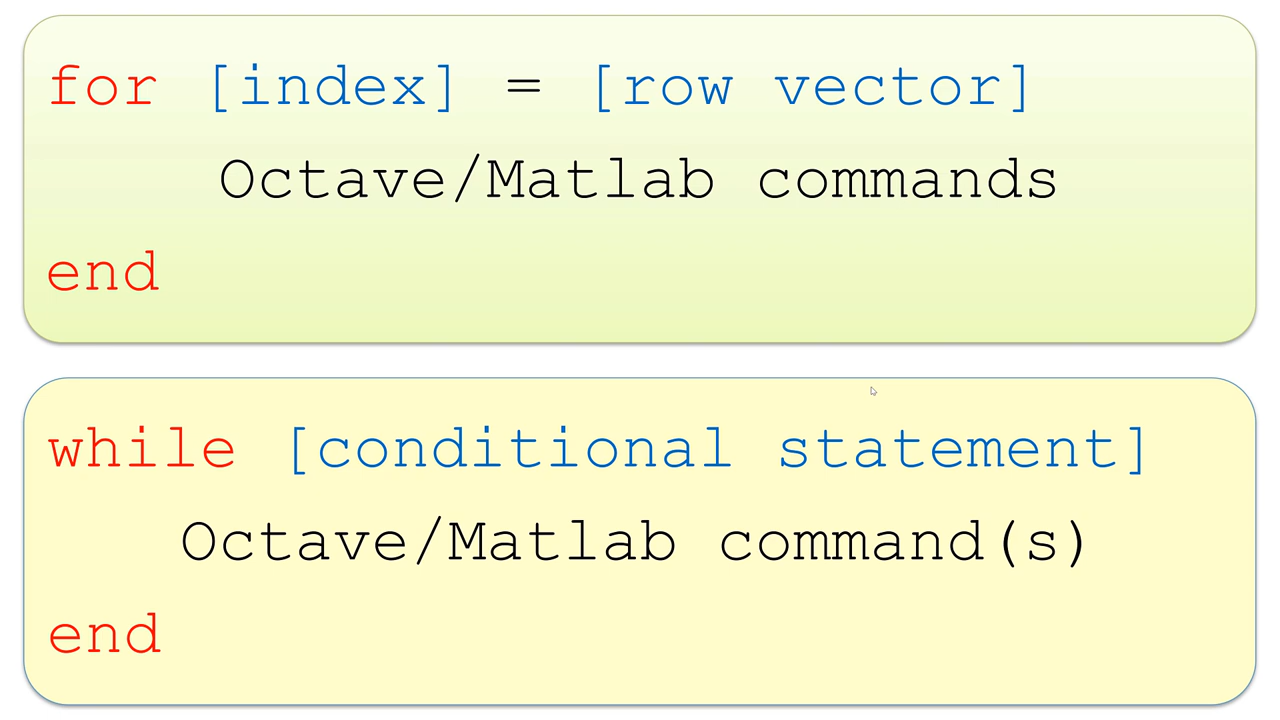 for [index] = [row vector]
Octave/Matlab commands
end
while [conditional statement]
Octave/Matlab command(s)
end